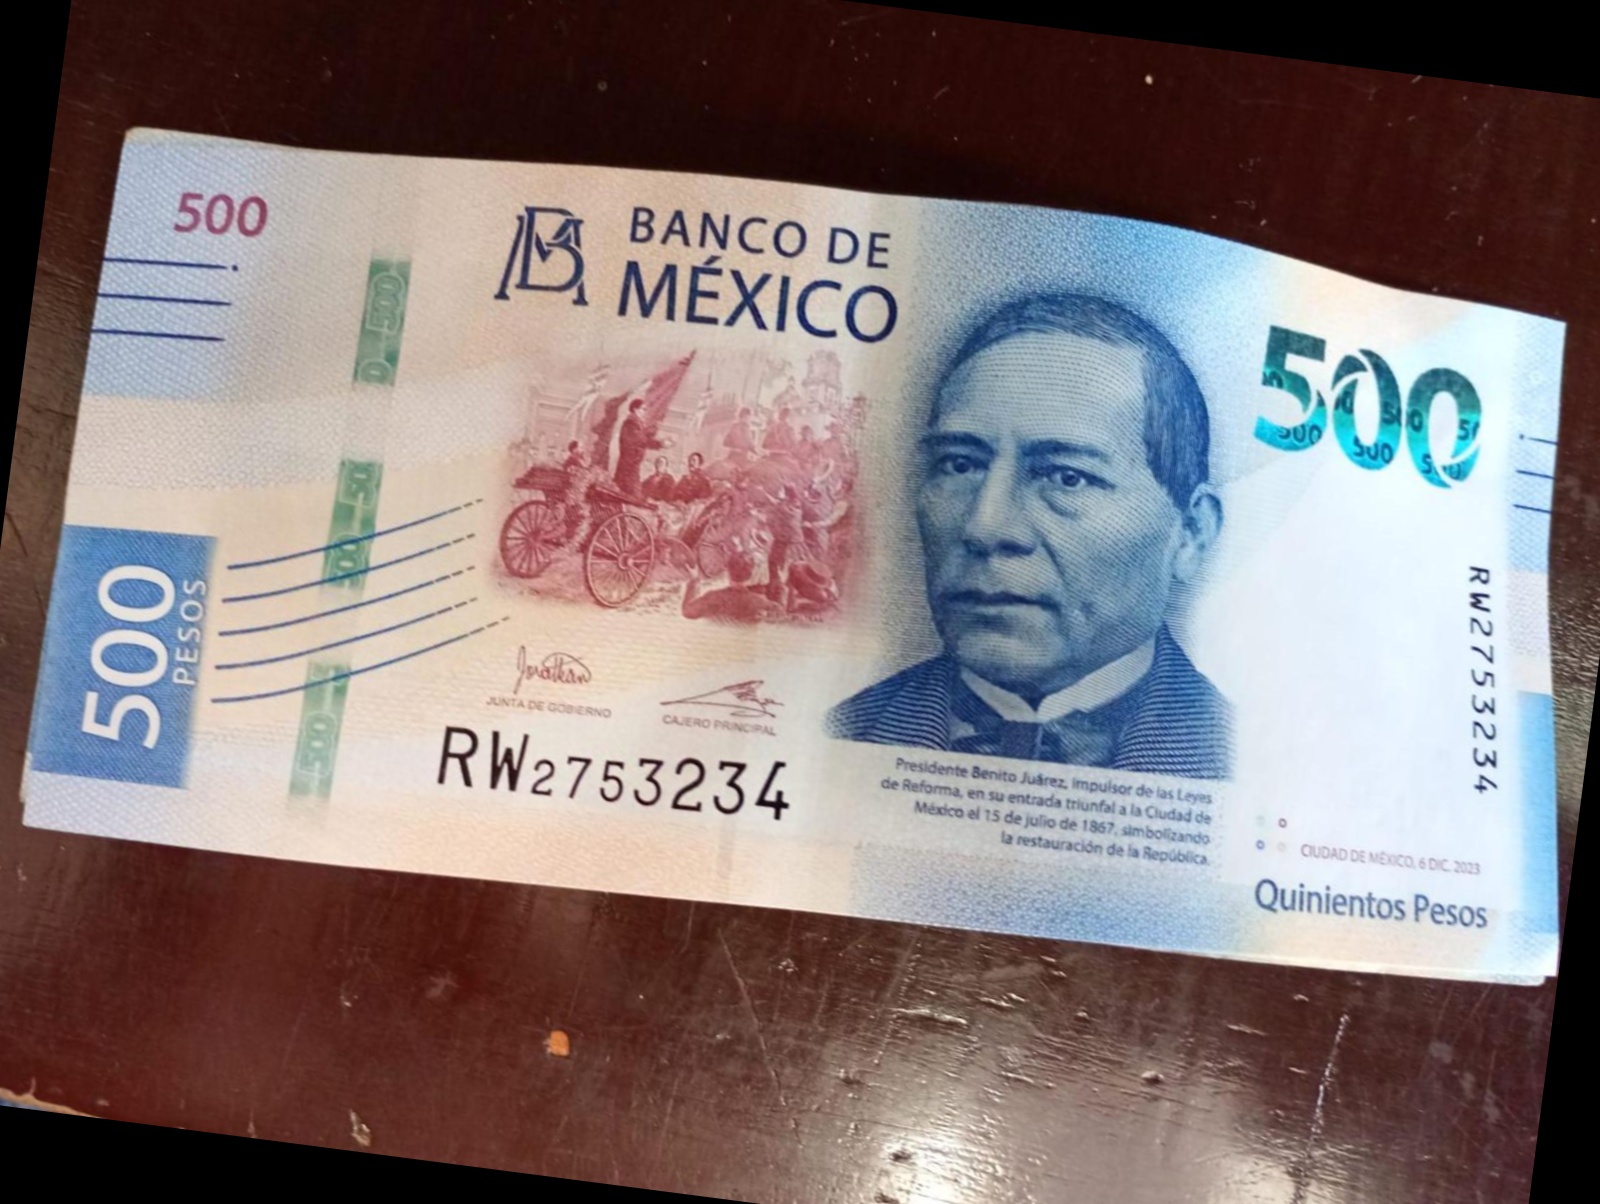 500
BANCO DE
MÉXICO
500
500 PESOS
JUNTA DE GOBIERNO
CAJERO PRINCIPAL
RW2753234
RW2753234
Presidente Benito Juárez, impulsor de las Leyes
de Reforma, en su entrada triunfal a la Ciudad de
México el 15 de julio de 1867, simbolizando
la restauración de la República.
CIUDAD DE MÉXICO, 6 DIC. 2023
Quinientos Pesos